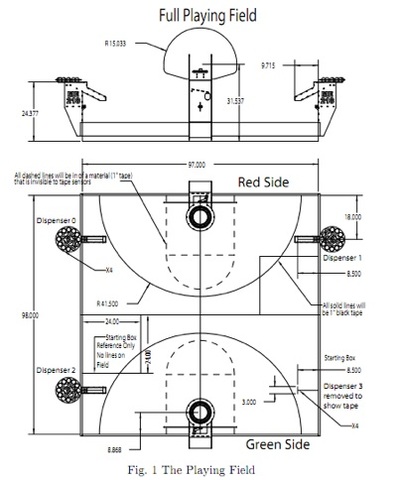 Full Playing Field
R15.033
9.715
24.377
31.537
97.000
All dashed lines will be in of a material (1" tape)
that is invisible to tape sensors
Red Side
Dispenser 0
18.000
X4
Dispenser 1
8.500
R41.500
All solid lines will
be 1" black tape
98.000
24.00
Starting Box
Reference Only
No lines on
Field
24.00
Starting Box
8.500
Dispenser 2
Dispenser 3
removed to
show tape
3.000
X4
8.868
Green Side
Fig. 1 The Playing Field